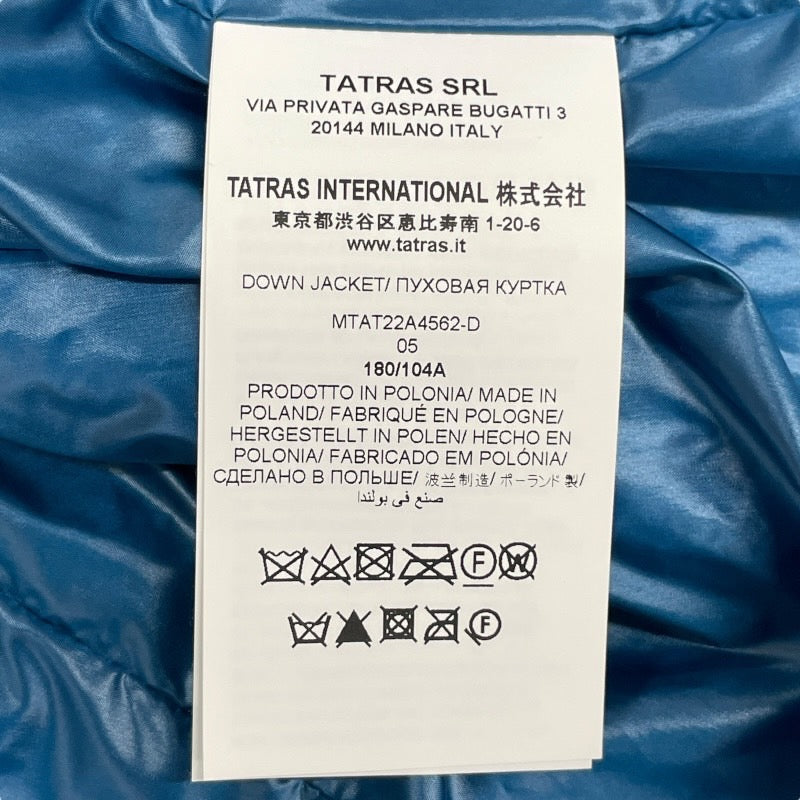 TATRAS SRL
VIA PRIVATA GASPARE BUGATTI 3
20144 MILANO ITALY
TATRAS INTERNATIONAL 株式会社
東京都渋谷区恵比寿南 1-20-6
www.tatras.it
DOWN JACKET/ ПУХОВАЯ КУРТКА
MTAT22A4562-D
05
180/104A
PRODOTTO IN POLONIA/ MADE IN
POLAND/ FABRIQUÉ EN POLOGNE/
HERGESTELLT IN POLEN/ HECHO EN
POLONIA/ FABRICADO EM POLÓNIA/
СДЕЛАНО В ПОЛЬШЕ/ 波兰制造/ ポーランド製/
صنع في بولندا
F W
F